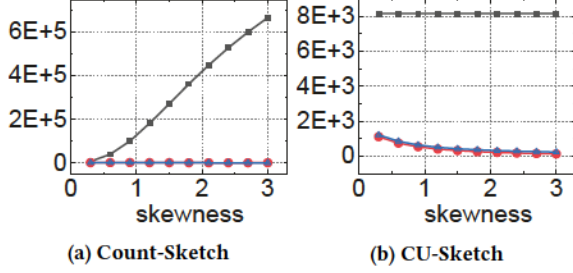 6E+5
4E+5
2E+5
0
0 1 2 3
skewness
(a) Count-Sketch
8E+3
6E+3
4E+3
2E+3
0
0 1 2 3
skewness
(b) CU-Sketch